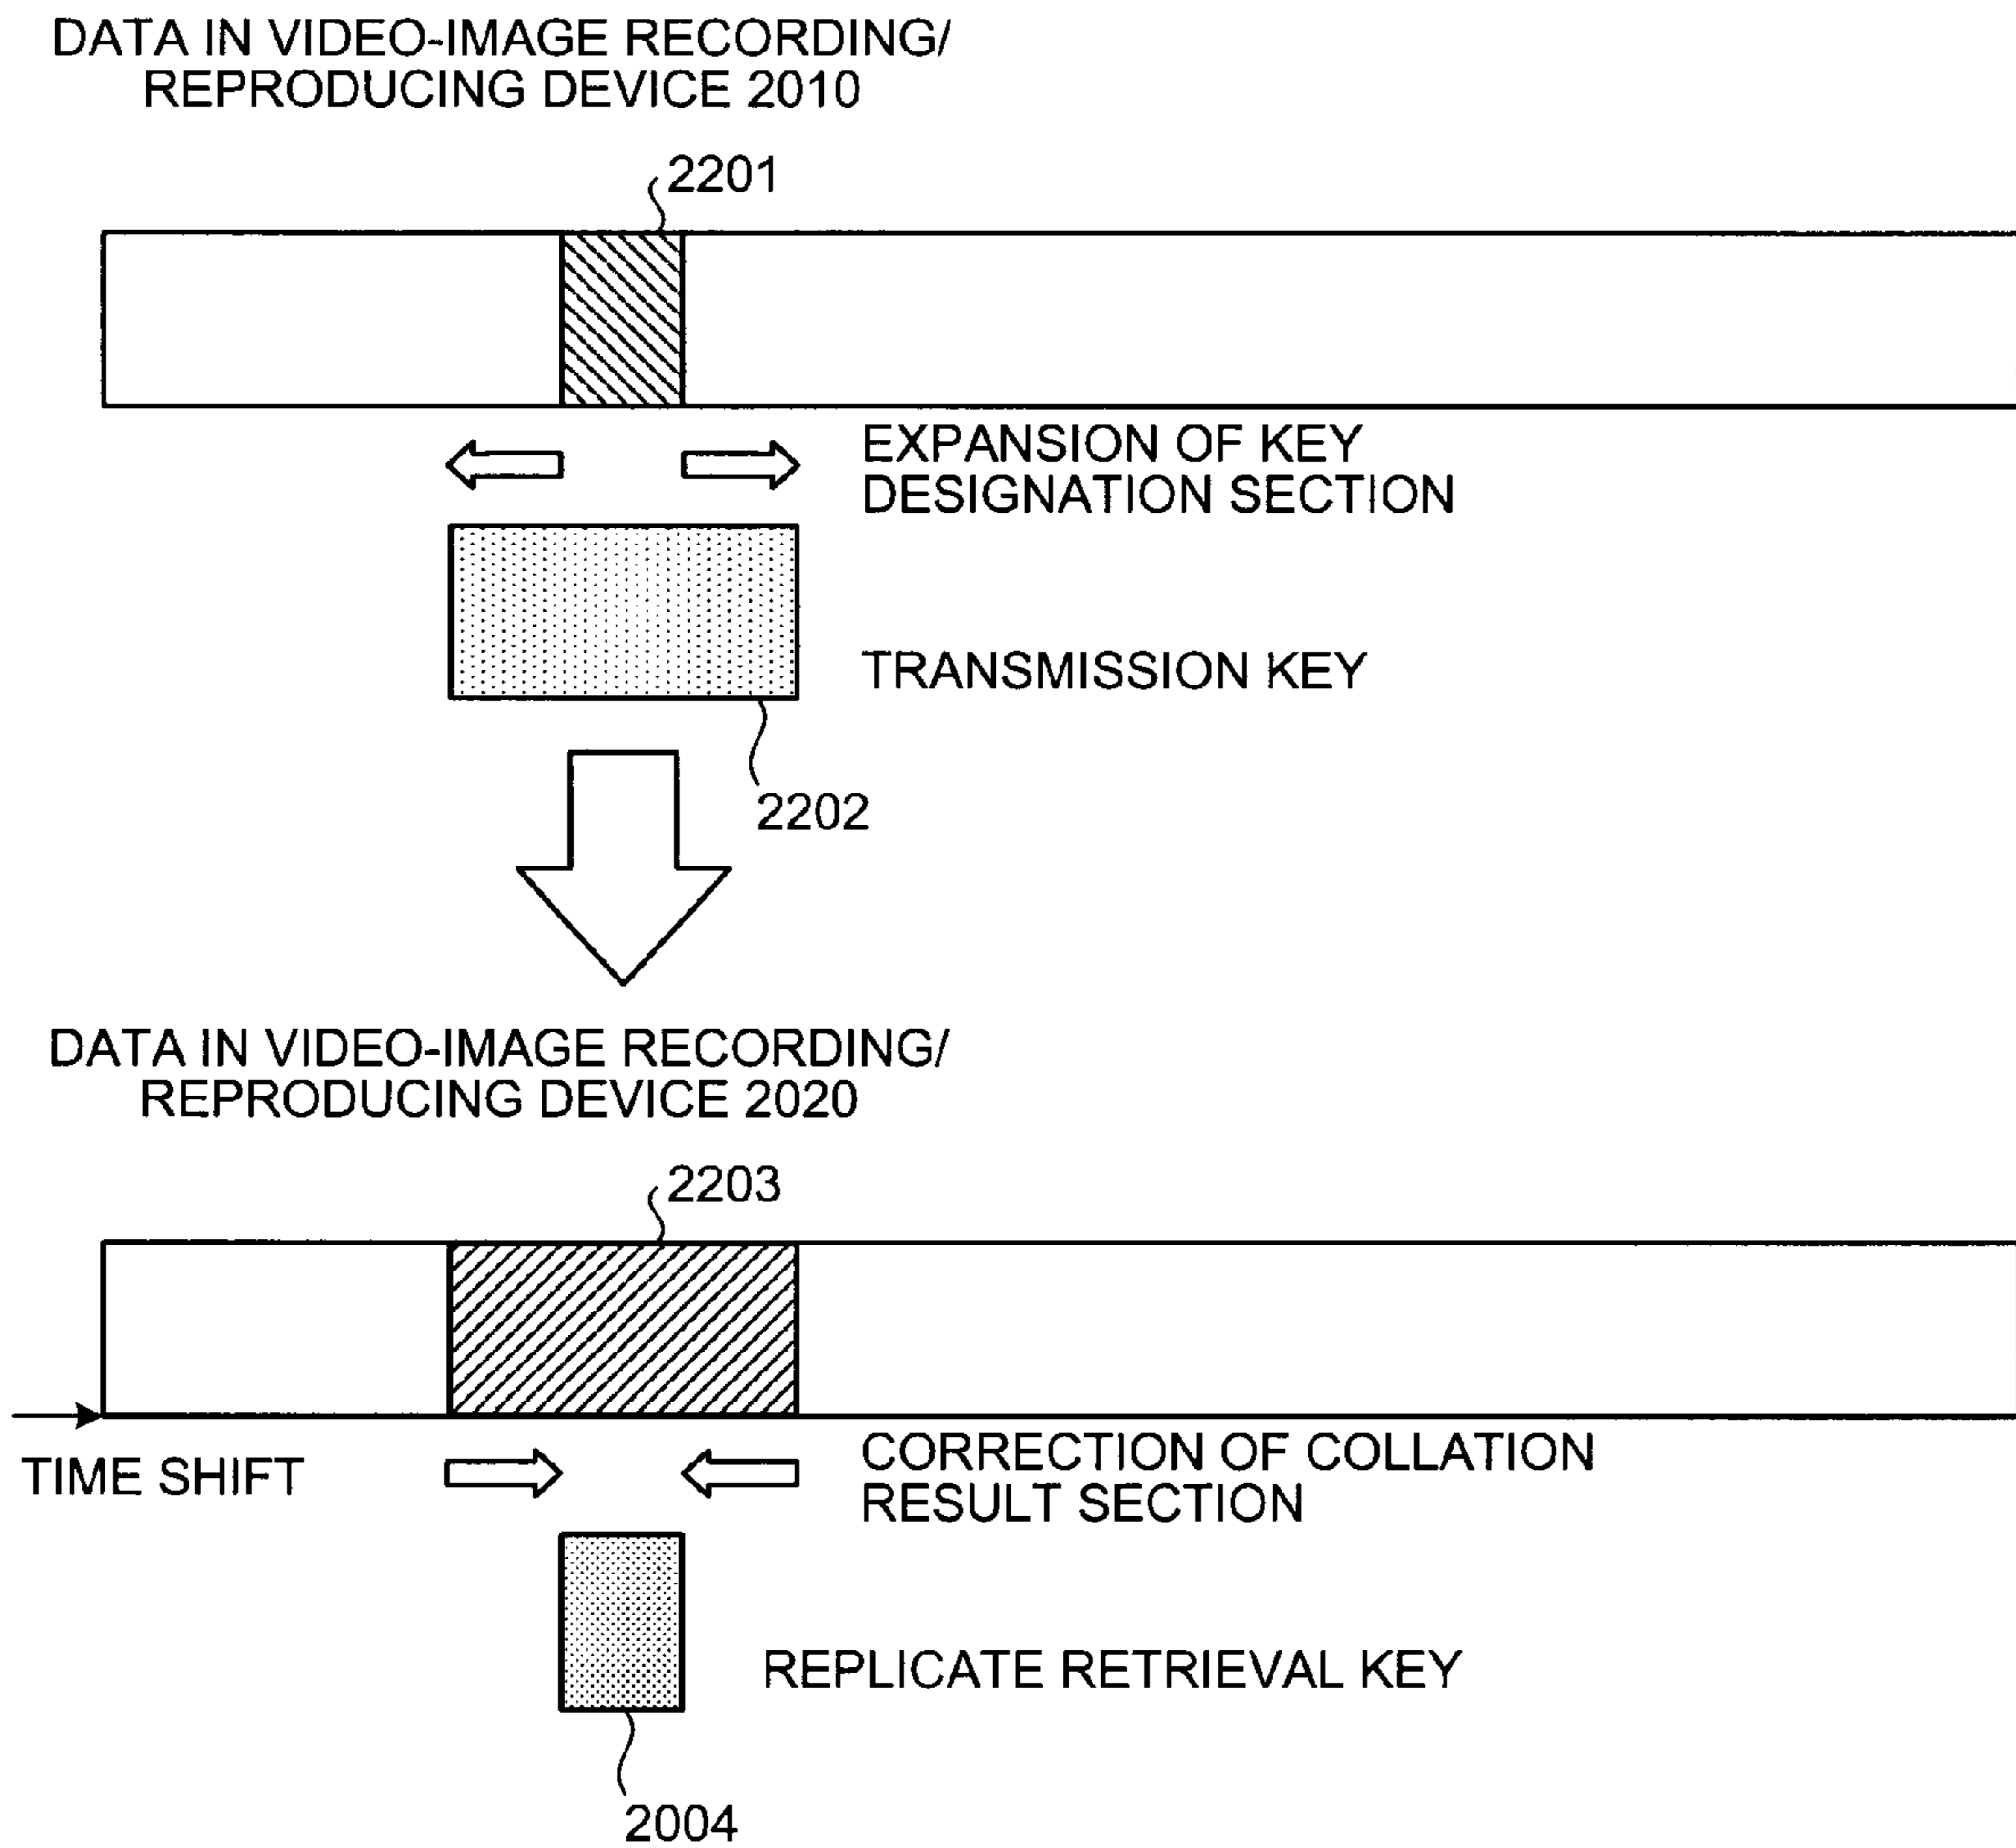 DATA IN VIDEO-IMAGE RECORDING/
REPRODUCING DEVICE 2010
2201
EXPANSION OF KEY
DESIGNATION SECTION
TRANSMISSION KEY
2202
DATA IN VIDEO-IMAGE RECORDING/
REPRODUCING DEVICE 2020
2203
TIME SHIFT
CORRECTION OF COLLATION
RESULT SECTION
REPLICATE RETRIEVAL KEY
2004